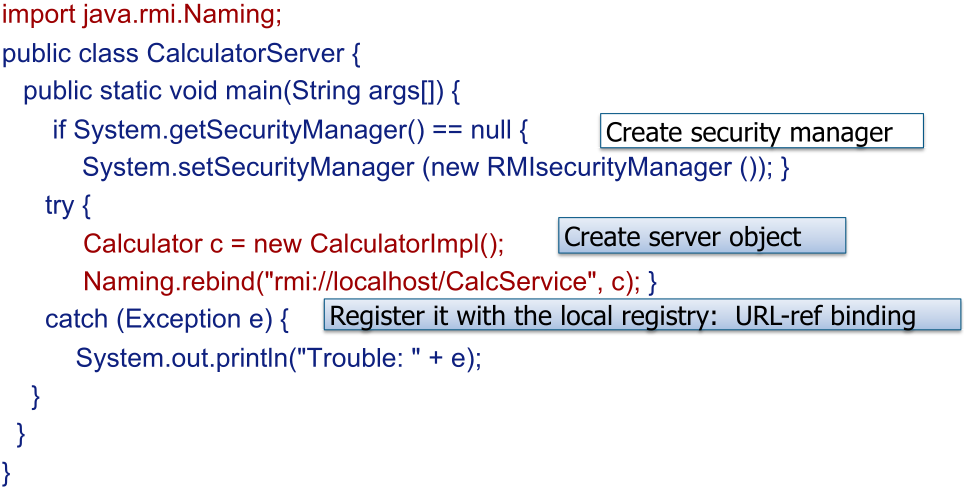 import java.rmi.Naming;
public class CalculatorServer {
public static void main(String args[]) {
if System.getSecurityManager() == null {
Create security manager
System.setSecurityManager (new RMIsecurityManager ()); }
try {
Calculator c = new CalculatorImpl();
Create server object
Naming.rebind("rmi://localhost/CalcService", c); }
catch (Exception e) {
Register it with the local registry: URL-ref binding
System.out.println("Trouble: " + e);
}
}
}